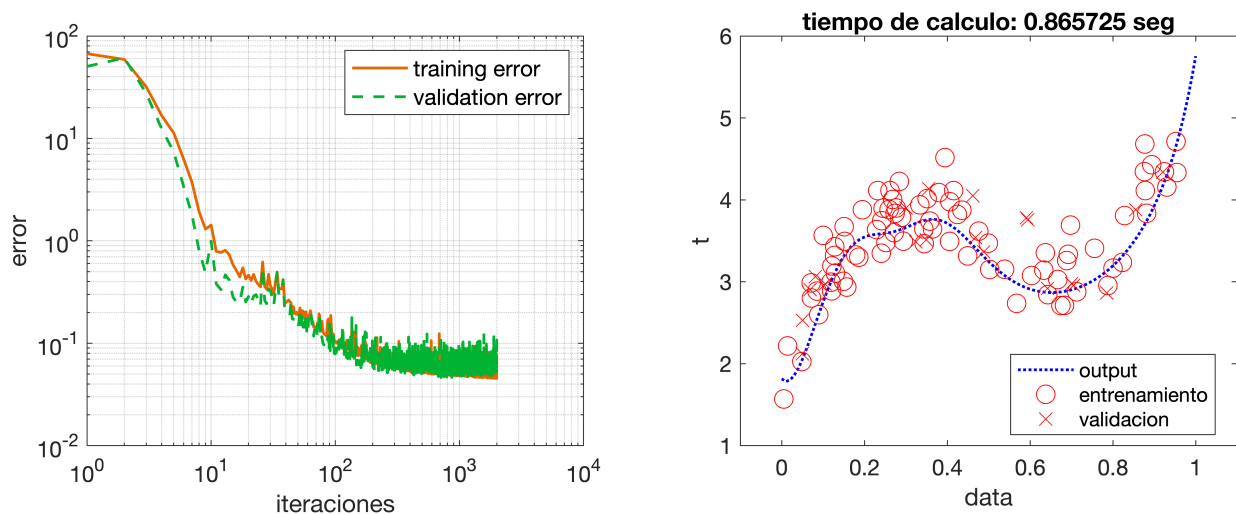 10^2
10^1
10^0
10^-1
10^-2
error
10^0
10^1
10^2
10^3
10^4
iteraciones
training error
validation error
tiempo de calculo: 0.865725 seg
6
5
4
3
2
1
t
0
0.2
0.4
0.6
0.8
1
data
output
entrenamiento
validacion